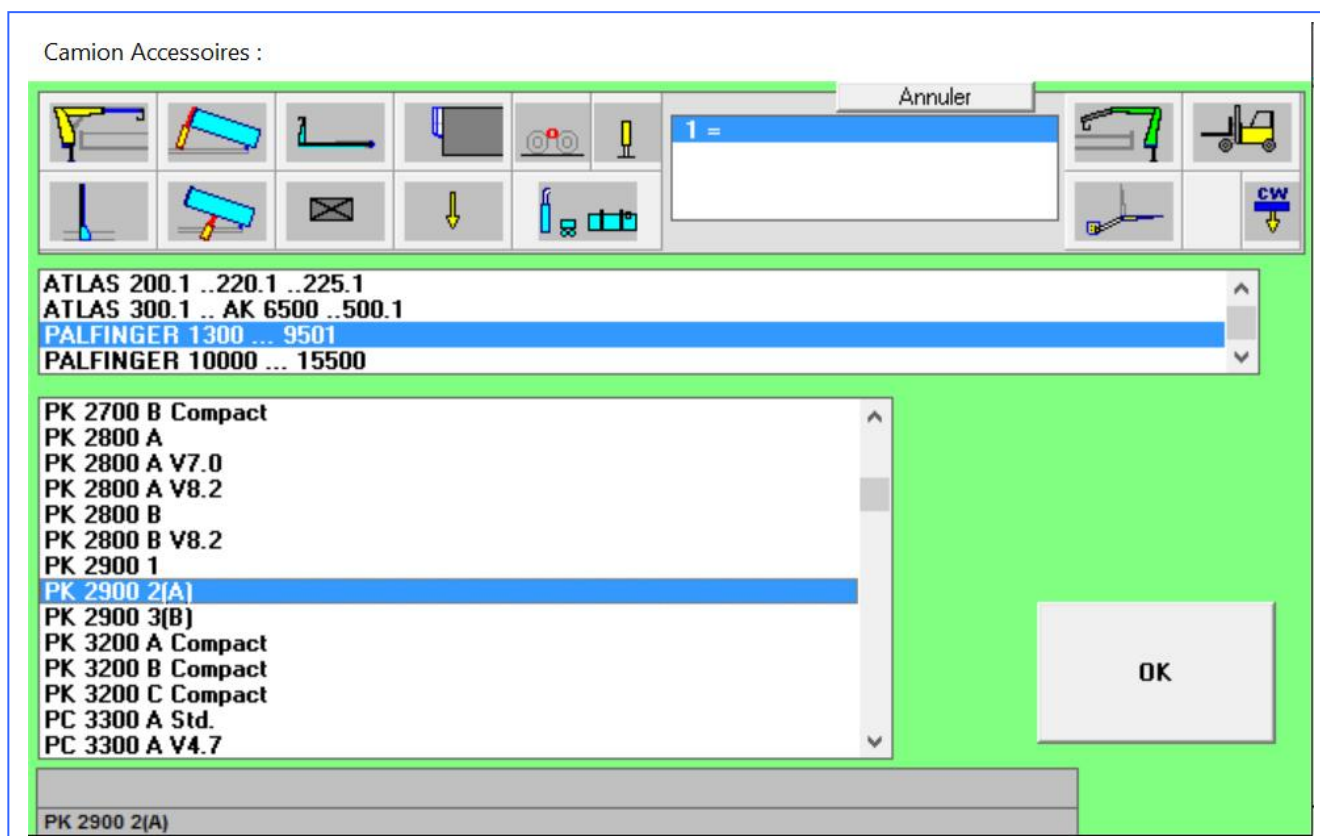 Camion Accessoires :
Annuler
1 =
CW
ATLAS 200.1 ..220.1 ..225.1
ATLAS 300.1 .. AK 6500 ..500.1
PALFINGER 1300 ... 9501
PALFINGER 10000 ... 15500
PK 2700 B Compact
PK 2800 A
PK 2800 A V7.0
PK 2800 A V8.2
PK 2800 B
PK 2800 B V8.2
PK 2900 1
PK 2900 2(A)
PK 2900 3(B)
PK 3200 A Compact
PK 3200 B Compact
PK 3200 C Compact
PC 3300 A Std.
PC 3300 A V4.7
OK
PK 2900 2(A)